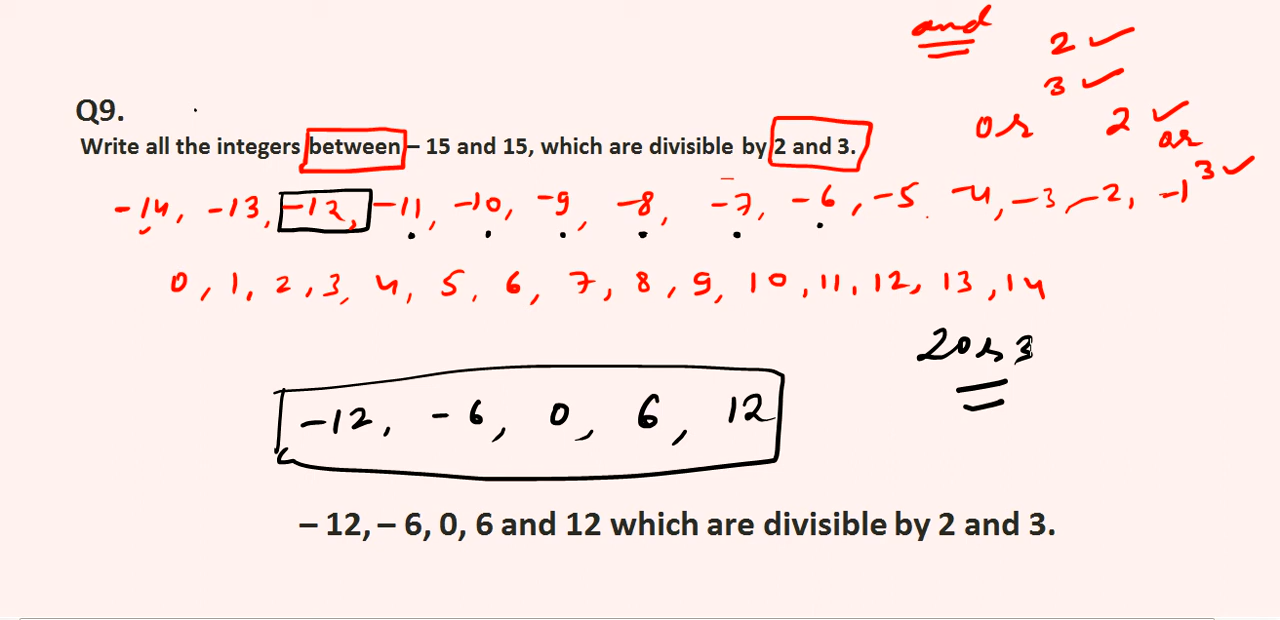 and
2 ✓
3 ✓
Q9.
or 2 ✓
or
3 ✓
Write all the integers between – 15 and 15, which are divisible by 2 and 3.
-14, -13, -12, -11, -10, -9, -8, -7, -6, -5. -4, -3, -2, -1
0, 1, 2, 3, 4, 5, 6, 7, 8, 9, 10, 11, 12, 13, 14
2 or 3
-12, -6, 0, 6, 12
– 12, – 6, 0, 6 and 12 which are divisible by 2 and 3.